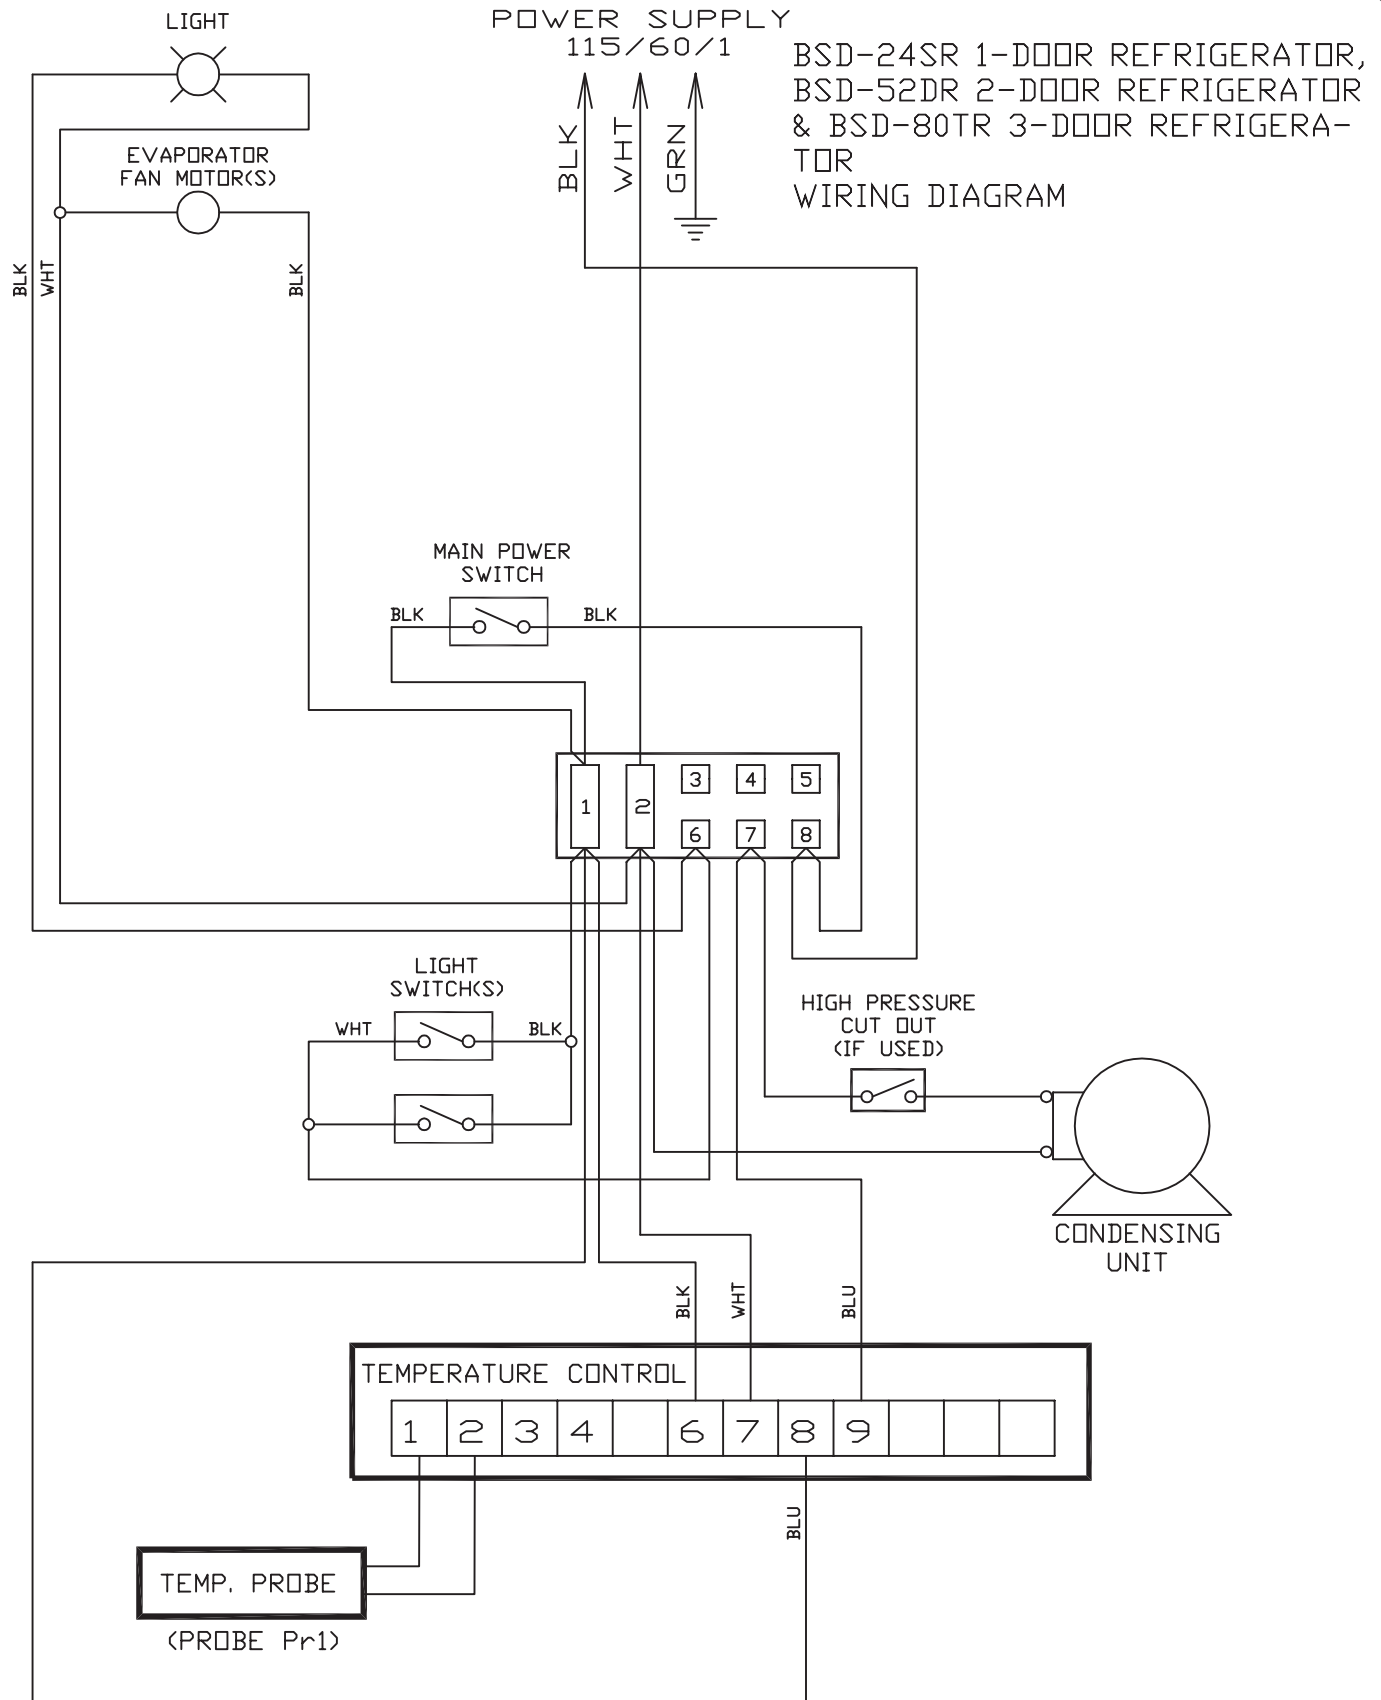 LIGHT
POWER SUPPLY
115/60/1
BSD-24SR 1-DOOR REFRIGERATOR,
BSD-52DR 2-DOOR REFRIGERATOR
& BSD-80TR 3-DOOR REFRIGERA-
TOR
WIRING DIAGRAM
BLK
WHT
GRN
EVAPORATOR
FAN MOTOR(S)
BLK
WHT
BLK
MAIN POWER
SWITCH
BLK
BLK
1
2
3
4
5
6
7
8
LIGHT
SWITCH(S)
WHT
BLK
HIGH PRESSURE
CUT OUT
(IF USED)
CONDENSING
UNIT
BLK
WHT
BLU
TEMPERATURE CONTROL
1
2
3
4
6
7
8
9
BLU
TEMP. PROBE
(PROBE Pr1)